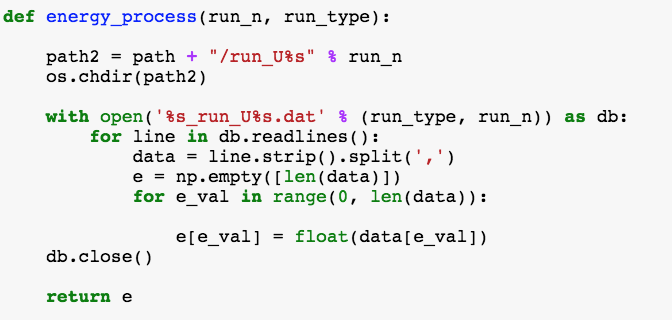 def energy_process(run_n, run_type):
    path2 = path + "/run_U%s" % run_n
    os.chdir(path2)
    with open('%s_run_U%s.dat' % (run_type, run_n)) as db:
        for line in db.readlines():
            data = line.strip().split(',')
            e = np.empty([len(data)])
            for e_val in range(0, len(data)):
                e[e_val] = float(data[e_val])
    db.close()
    return e